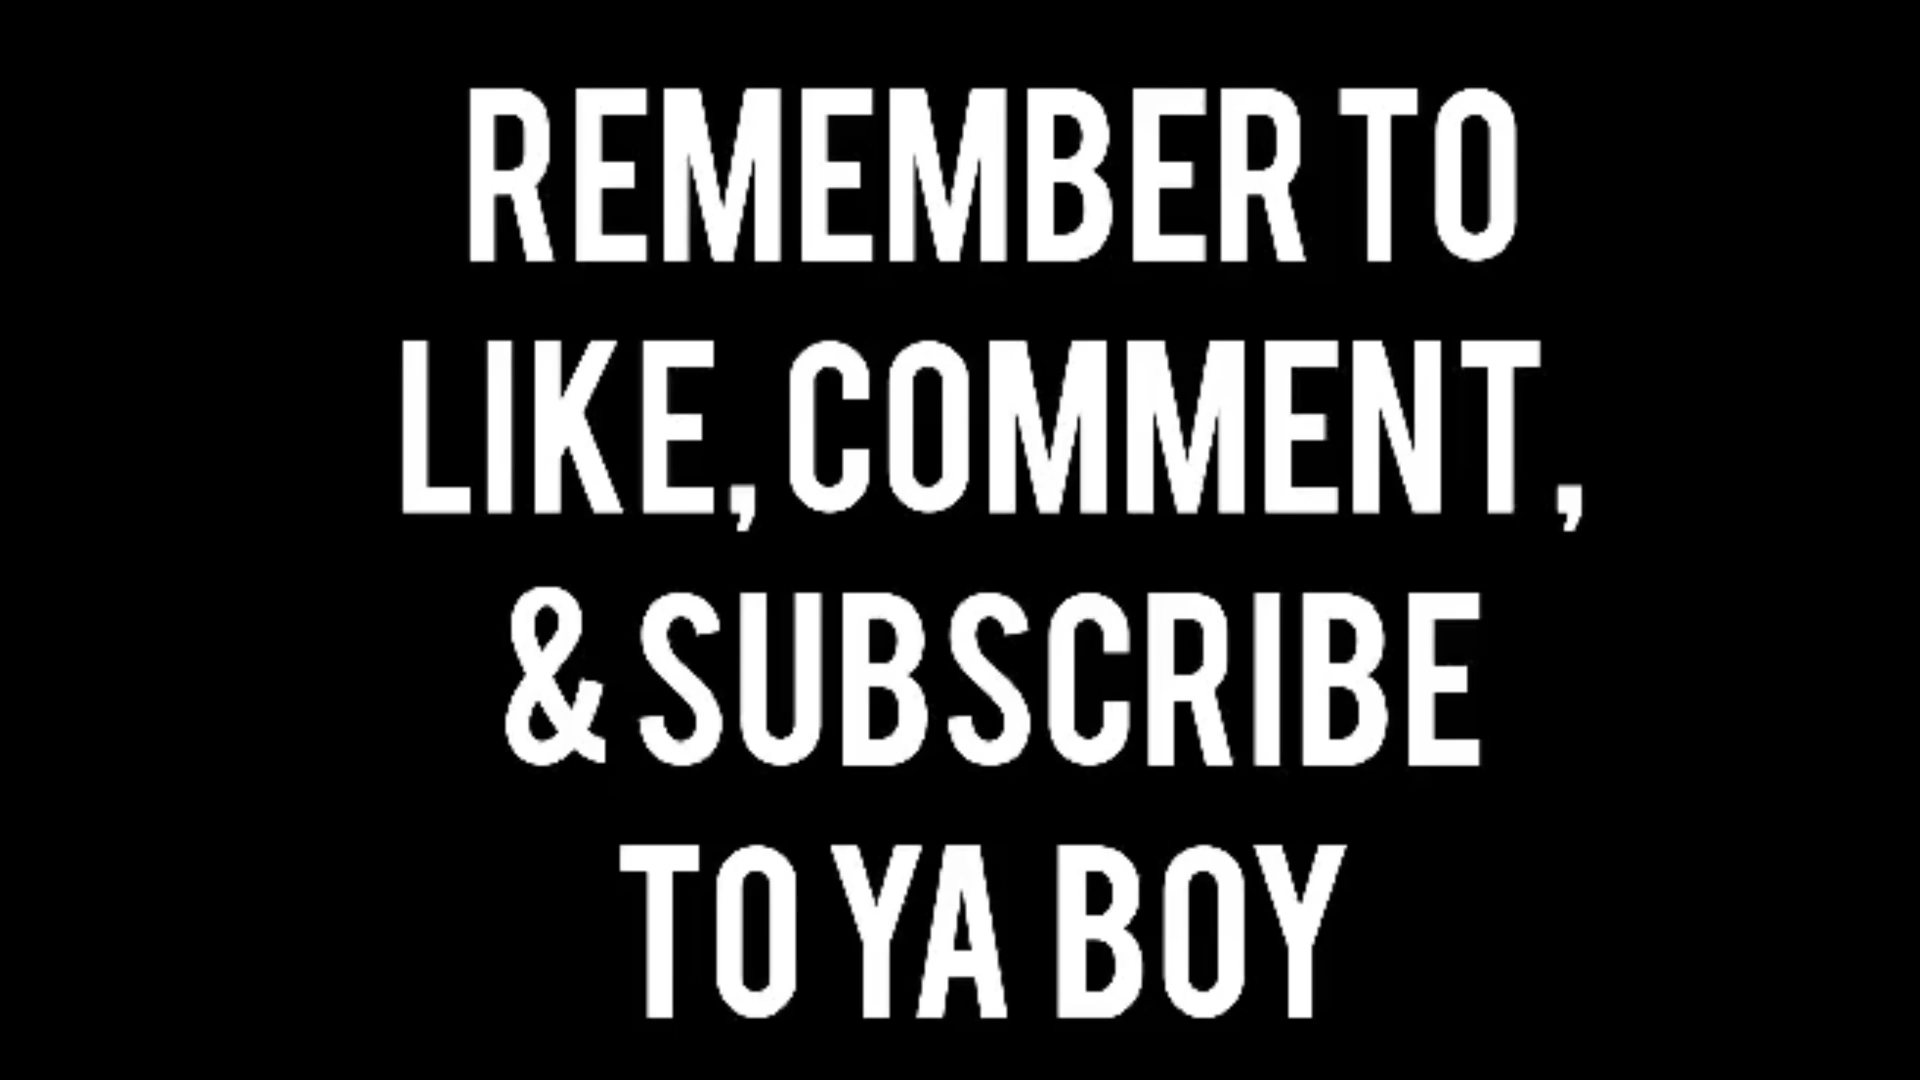 REMEMBER TO
LIKE, COMMENT,
& SUBSCRIBE
TO YA BOY